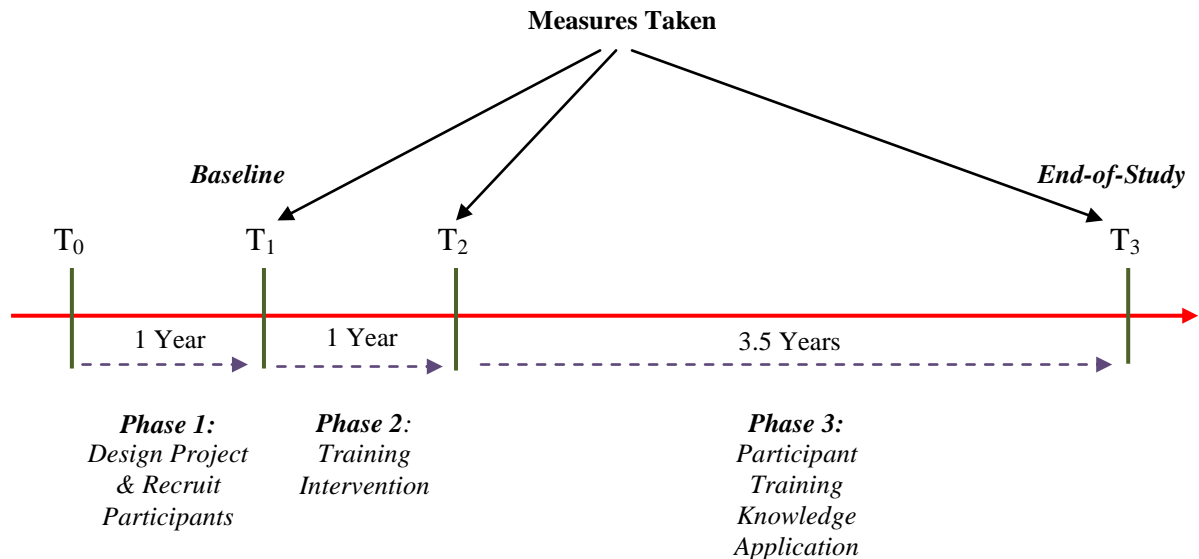 Measures Taken
Baseline
End-of-Study
T₀
T₁
T₂
T₃
1 Year
1 Year
3.5 Years
Phase 1:
Design Project
& Recruit
Participants
Phase 2:
Training
Intervention
Phase 3:
Participant
Training
Knowledge
Application